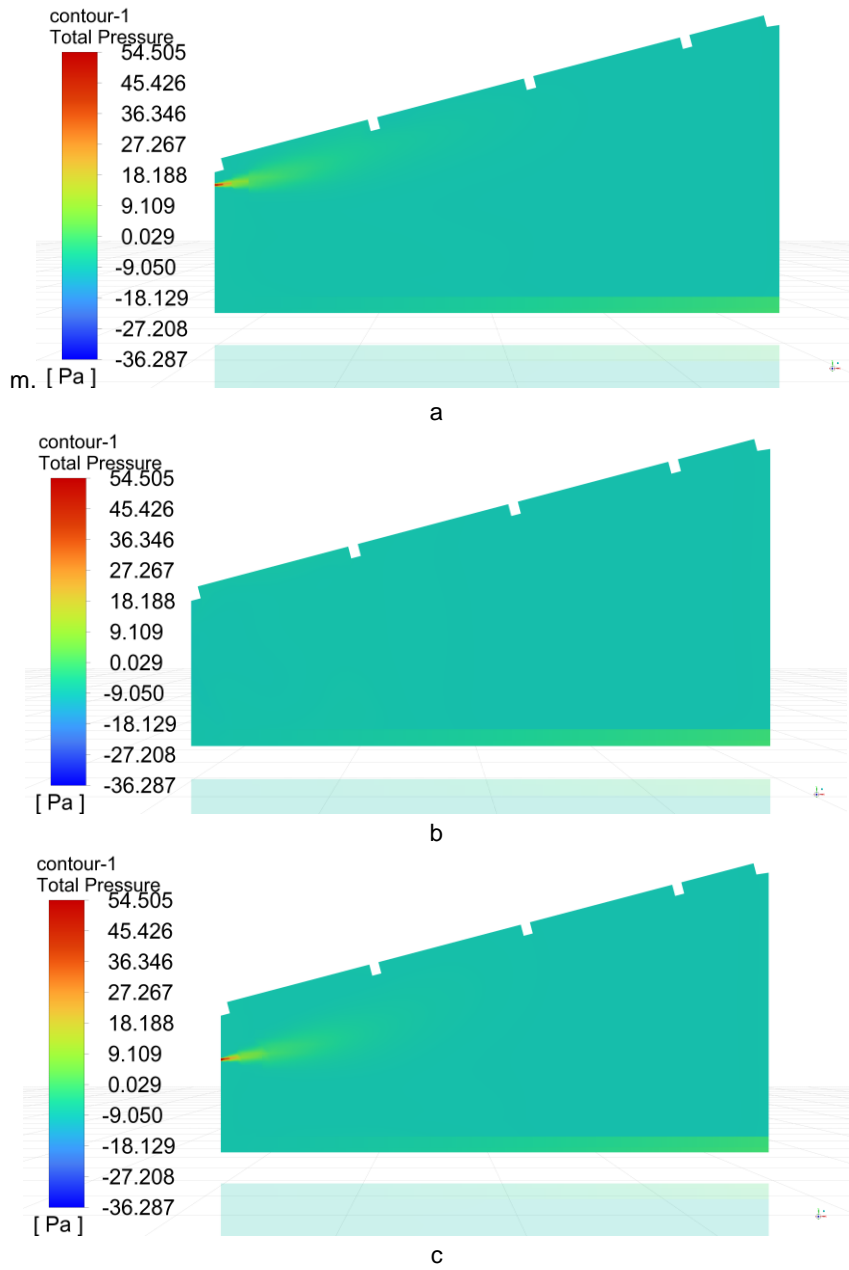 contour-1
Total Pressure
54.505
45.426
36.346
27.267
18.188
9.109
0.029
-9.050
-18.129
-27.208
-36.287
m. [ Pa ]
a
contour-1
Total Pressure
54.505
45.426
36.346
27.267
18.188
9.109
0.029
-9.050
-18.129
-27.208
-36.287
[ Pa ]
b
contour-1
Total Pressure
54.505
45.426
36.346
27.267
18.188
9.109
0.029
-9.050
-18.129
-27.208
-36.287
[ Pa ]
c